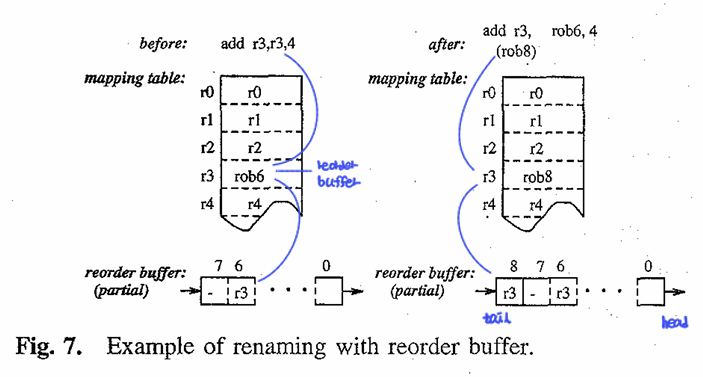 before: add r3,r3,4
mapping table:
r0 r0
r1 r1
r2 r2
r3 rob6
r4 r4
reorder buffer
reorder buffer: 7 6 0
(partial) - r3 · · ·
after: add r3, rob6, 4
(rob8)
mapping table:
r0 r0
r1 r1
r2 r2
r3 rob8
r4 r4
reorder buffer: 8 7 6 0
(partial) r3 - r3 · · ·
tail head
Fig. 7. Example of renaming with reorder buffer.